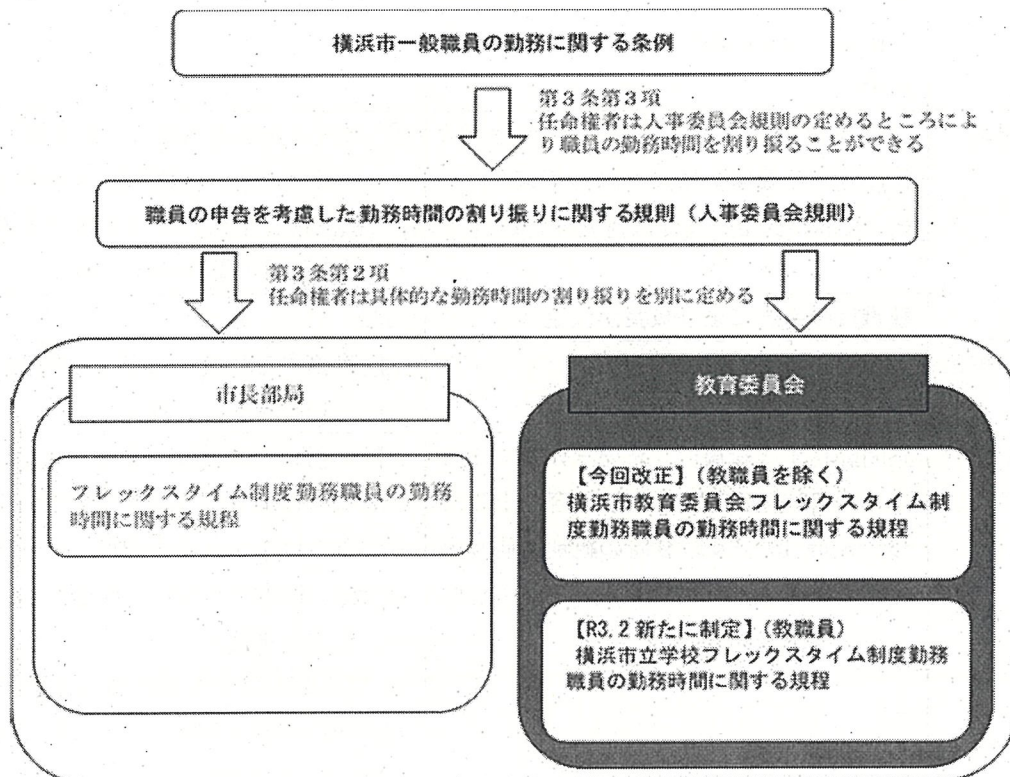 横浜市一般職員の勤務に関する条例
第3条第3項
任命権者は人事委員会規則の定めるところによ
り職員の勤務時間を割り振ることができる
職員の申告を考慮した勤務時間の割り振りに関する規則（人事委員会規則）
第3条第2項
任命権者は具体的な勤務時間の割り振りを別に定める
市長部局
フレックスタイム制度勤務職員の勤務
時間に関する規程
教育委員会
【今回改正】(教職員を除く)
横浜市教育委員会フレックスタイム制
度勤務職員の勤務時間に関する規程
【R3.2 新たに制定】(教職員)
横浜市立学校フレックスタイム制度勤務
職員の勤務時間に関する規程